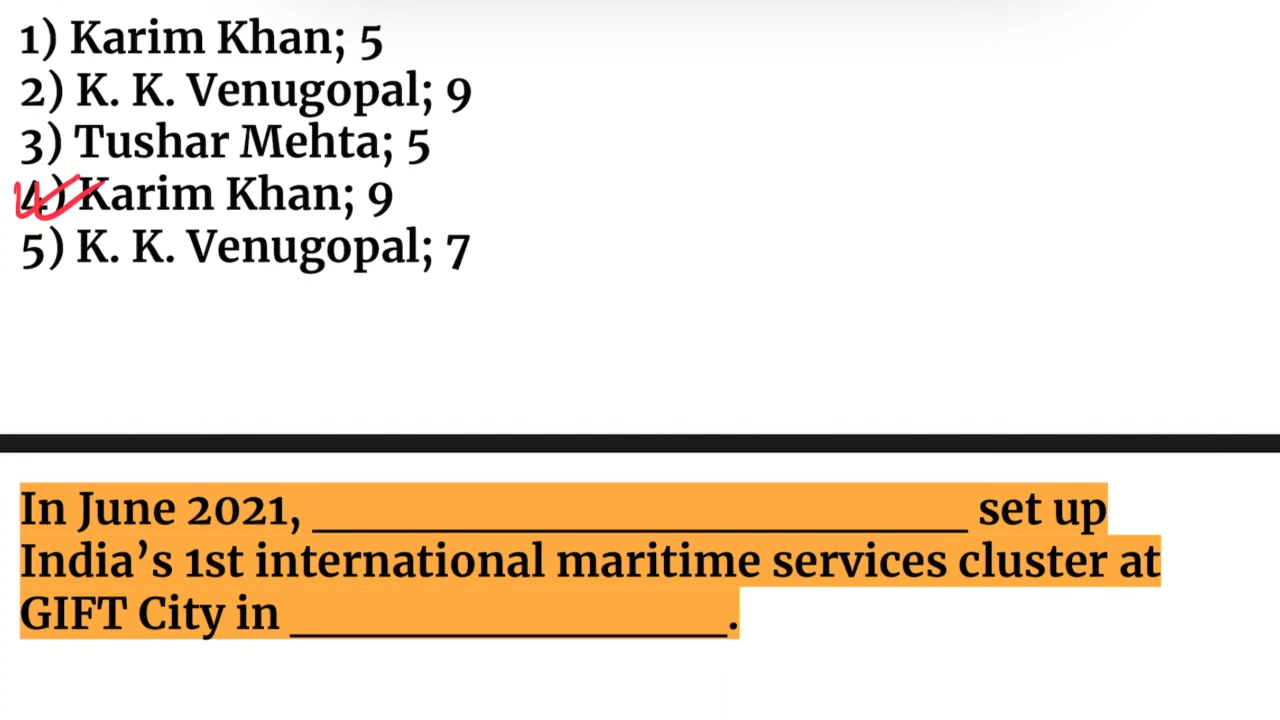 1) Karim Khan; 5
2) K. K. Venugopal; 9
3) Tushar Mehta; 5
4) Karim Khan; 9
5) K. K. Venugopal; 7
In June 2021, ______________________________ set up
India’s 1st international maritime services cluster at
GIFT City in ____________________.